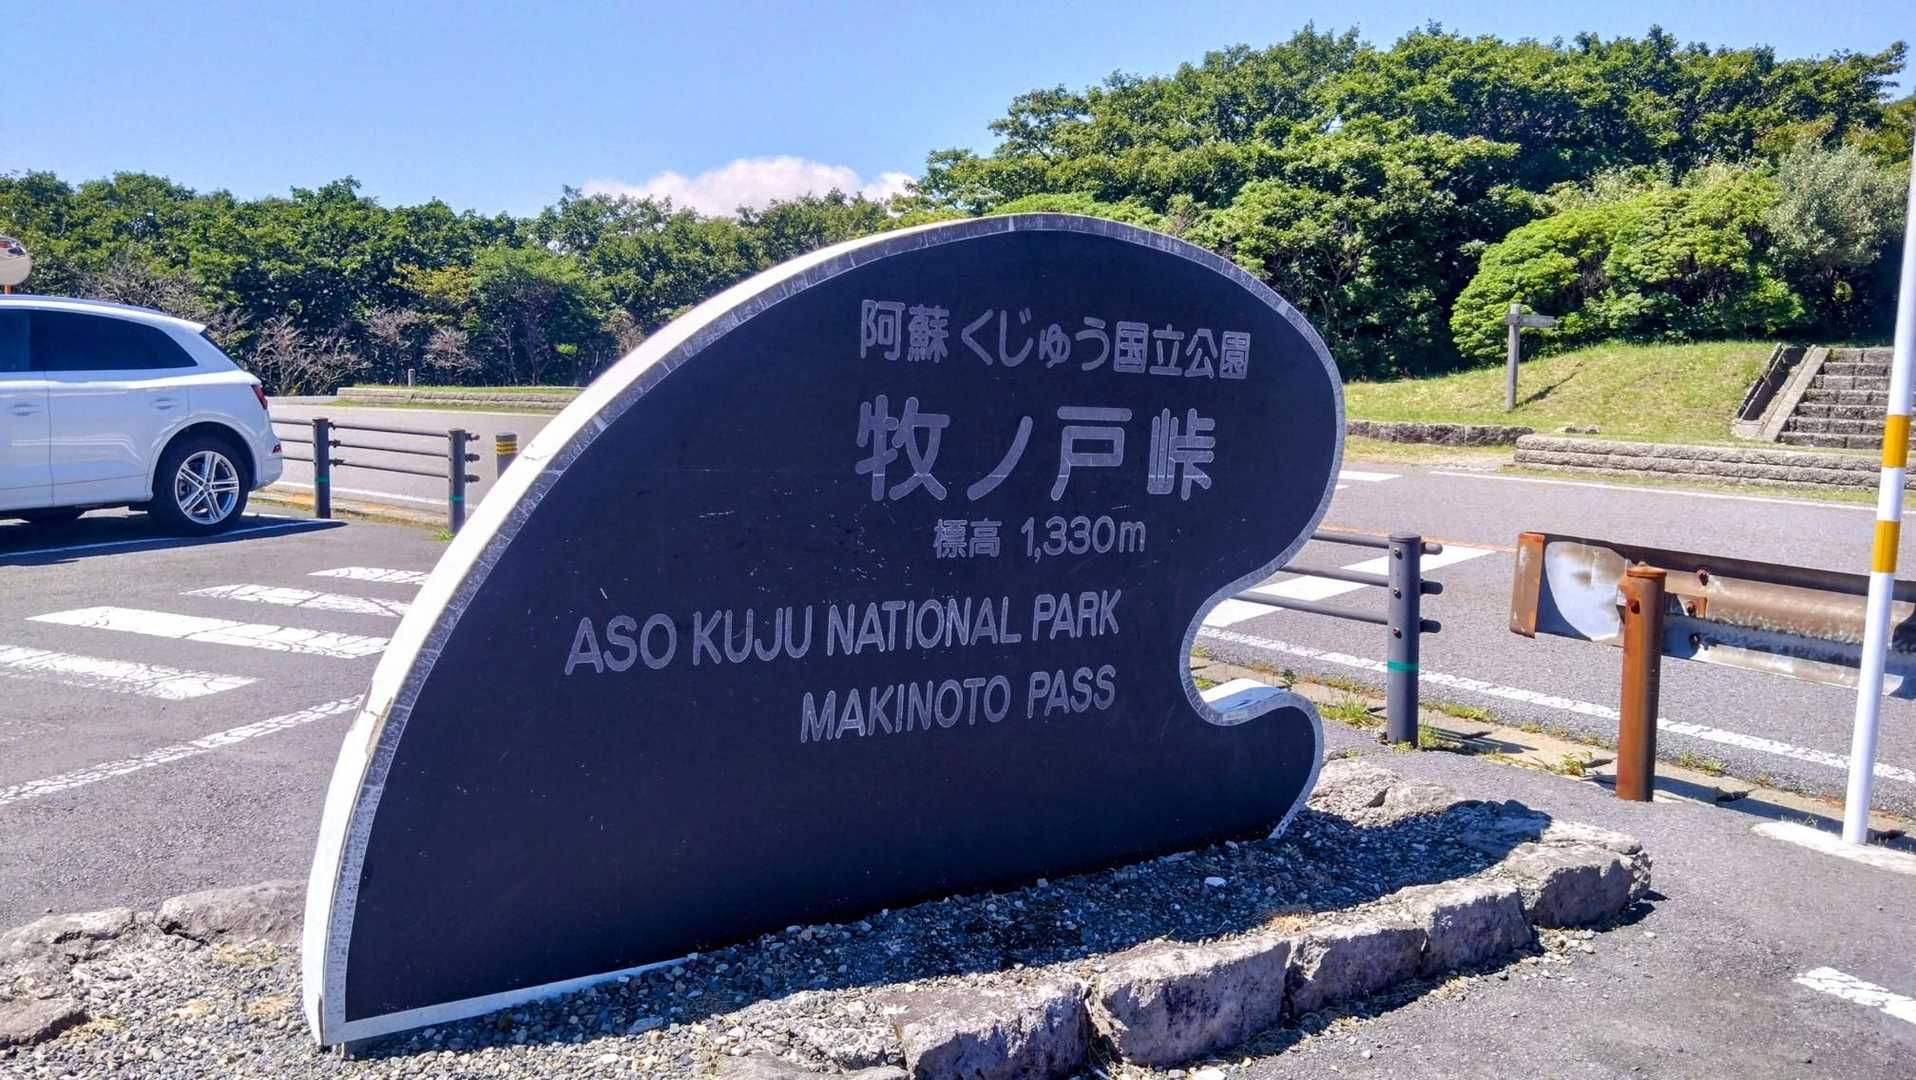 阿蘇くじゅう国立公園
牧ノ戸峠
標高 1,330m
ASO KUJU NATIONAL PARK
MAKINOTO PASS